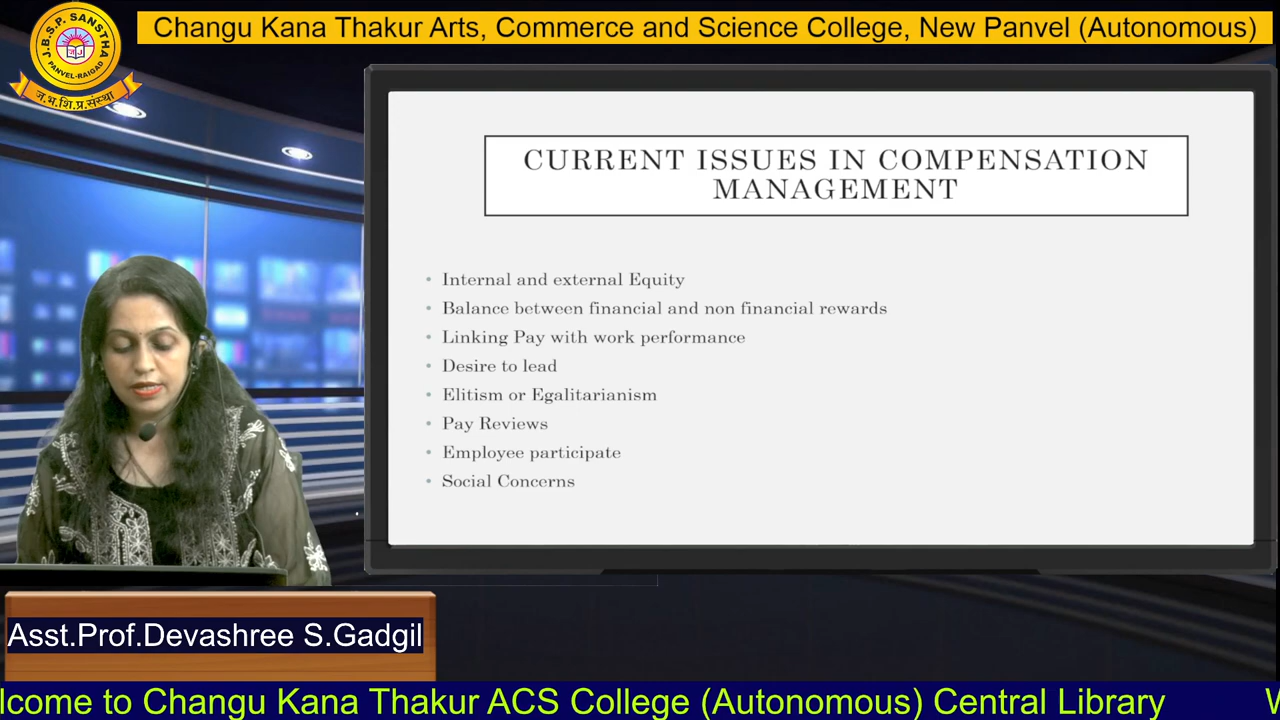 J.B.S.P. SANSTHA
PANVEL-RAIGAD
ज.भ.शि.प्र.संस्था
Changu Kana Thakur Arts, Commerce and Science College, New Panvel (Autonomous)
CURRENT ISSUES IN COMPENSATION
MANAGEMENT
• Internal and external Equity
• Balance between financial and non financial rewards
• Linking Pay with work performance
• Desire to lead
• Elitism or Egalitarianism
• Pay Reviews
• Employee participate
• Social Concerns
Asst.Prof.Devashree S.Gadgil
lcome to Changu Kana Thakur ACS College (Autonomous) Central Library W